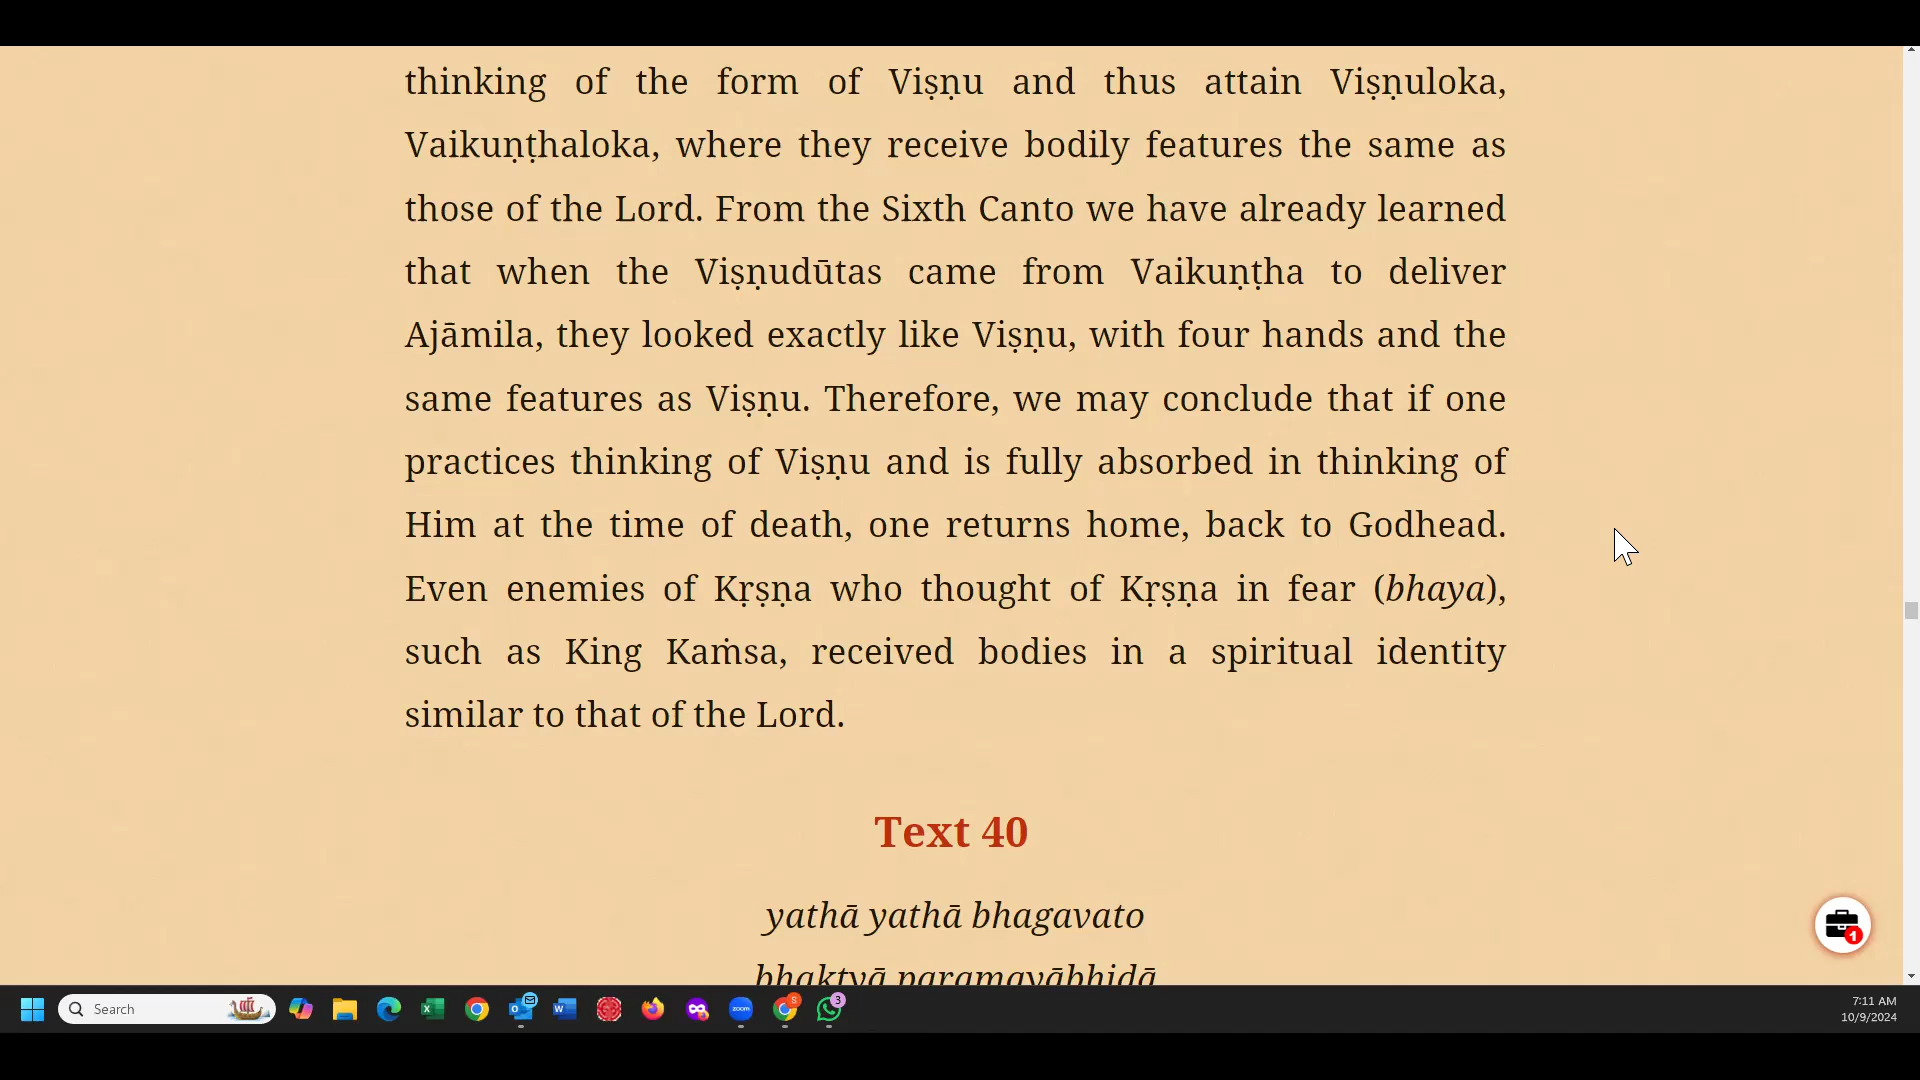 thinking of the form of Viṣṇu and thus attain Viṣṇuloka,
Vaikuṇṭhaloka, where they receive bodily features the same as
those of the Lord. From the Sixth Canto we have already learned
that when the Viṣṇudūtas came from Vaikuṇṭha to deliver
Ajāmila, they looked exactly like Viṣṇu, with four hands and the
same features as Viṣṇu. Therefore, we may conclude that if one
practices thinking of Viṣṇu and is fully absorbed in thinking of
Him at the time of death, one returns home, back to Godhead.
Even enemies of Kṛṣṇa who thought of Kṛṣṇa in fear (bhaya),
such as King Kaṁsa, received bodies in a spiritual identity
similar to that of the Lord.
Text 40
yathā yathā bhagavato
bhaktyā paramayābhidā
1
Search
zoom
S
3
7:11 AM
10/9/2024